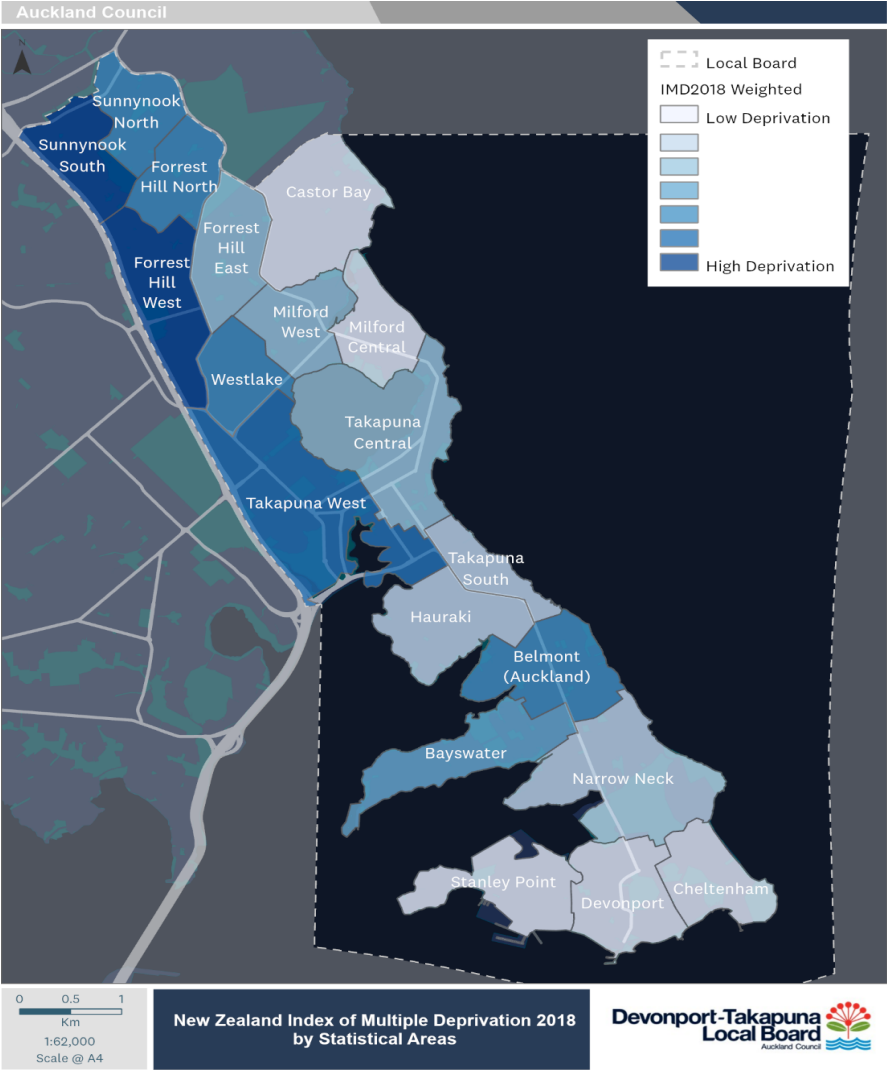 Auckland Council
N
Local Board
IMD2018 Weighted
Low Deprivation
High Deprivation
Sunnynook
North
Sunnynook
South
Forrest
Hill North
Castor Bay
Forrest
Hill
East
Forrest
Hill
West
Milford
West
Milford
Central
Westlake
Takapuna
Central
Takapuna West
Takapuna
South
Hauraki
Belmont
(Auckland)
Bayswater
Narrow Neck
Stanley Point
Devonport
Cheltenham
0 0.5 1
Km
1:62,000
Scale @ A4
New Zealand Index of Multiple Deprivation 2018
by Statistical Areas
Devonport-Takapuna
Local Board
Auckland Council